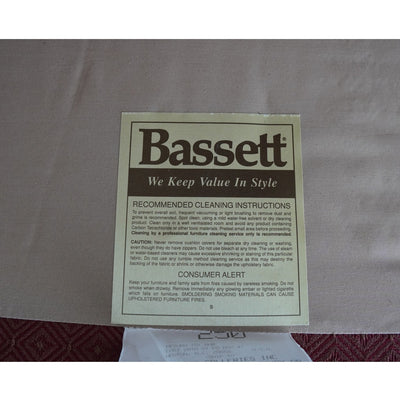 Bassett®
We Keep Value In Style
RECOMMENDED CLEANING INSTRUCTIONS
To prevent overall soil, frequent vacuuming or light brushing to remove dust and
grime is recommended. Spot clean, using a mild water-free solvent or dry cleaning
product. Clean only in a well ventilated room and avoid any product containing
Carbon Tetrachloride or other toxic materials. Pretest small area before proceeding.
Cleaning by a professional furniture cleaning service only is recommended.
CAUTION: Never remove cushion covers for separate dry cleaning or washing,
even though they do have zippers. Do not use bleach at any time. The use of steam
or water-based cleaners may cause excessive shrinking or staining of this particular
fabric. Do not use any tumble method cleaning service as this may destroy the
backing of the fabric or shrink or otherwise damage the upholstery fabric.
CONSUMER ALERT
Keep your furniture and family safe from fires caused by careless smoking. Do not
smoke when drowsy. Remove immediately any glowing ember or lighted cigarette
which falls on furniture. SMOLDERING SMOKING MATERIALS CAN CAUSE
UPHOLSTERED FURNITURE FIRES.
S
INC